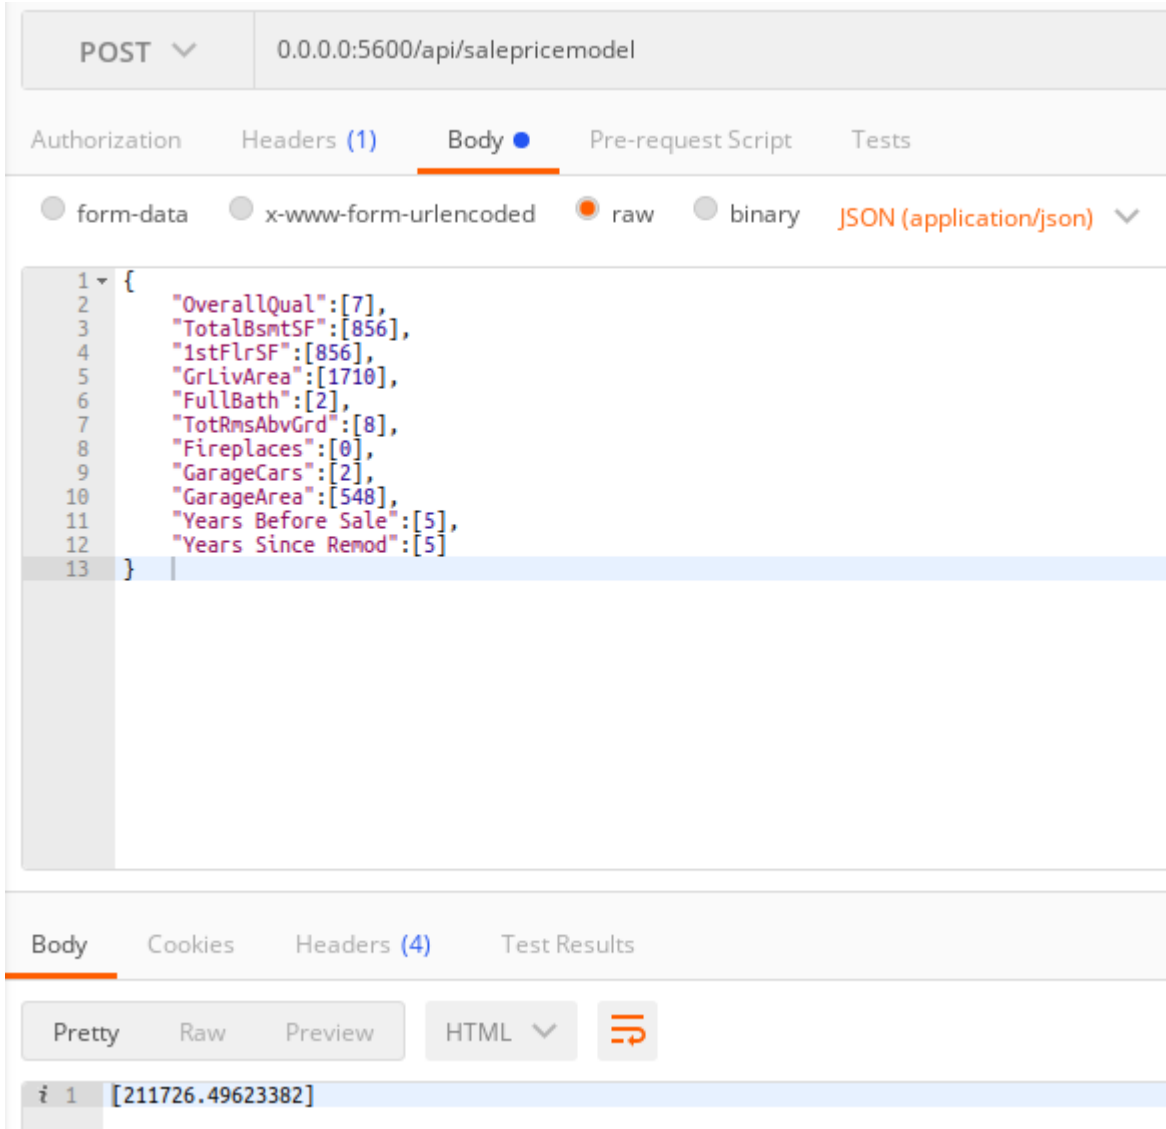 POST 0.0.0.0:5600/api/salepricemodel
Authorization Headers (1) Body Pre-request Script Tests
form-data x-www-form-urlencoded raw binary JSON (application/json)
1 {
2 "OverallQual":[7],
3 "TotalBsmtSF":[856],
4 "1stFlrSF":[856],
5 "GrLivArea":[1710],
6 "FullBath":[2],
7 "TotRmsAbvGrd":[8],
8 "Fireplaces":[0],
9 "GarageCars":[2],
10 "GarageArea":[548],
11 "Years Before Sale":[5],
12 "Years Since Remod":[5]
13 }
Body Cookies Headers (4) Test Results
Pretty Raw Preview HTML
i 1 [211726.49623382]